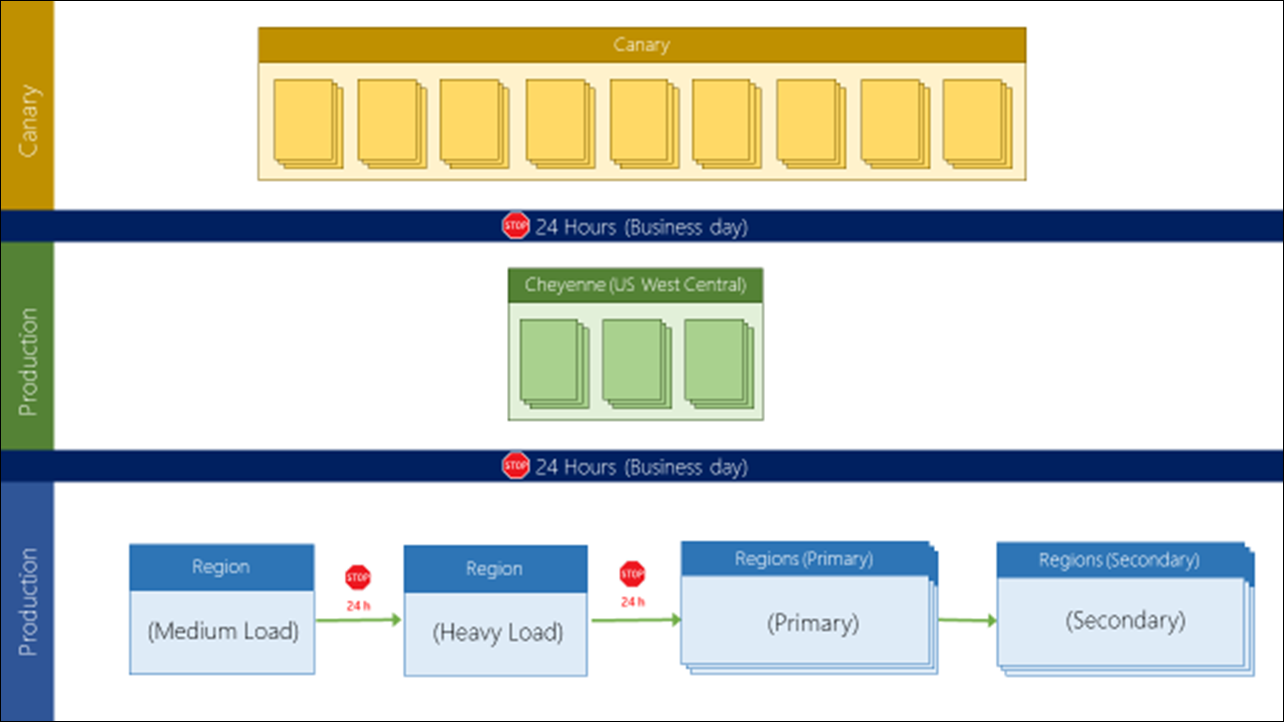 Canary
Canary
STOP 24 Hours (Business day)
Production
Cheyenne (US West Central)
STOP 24 Hours (Business day)
Production
Region
(Medium Load)
STOP
24 h
Region
(Heavy Load)
STOP
24 h
Regions (Primary)
(Primary)
Regions (Secondary)
(Secondary)